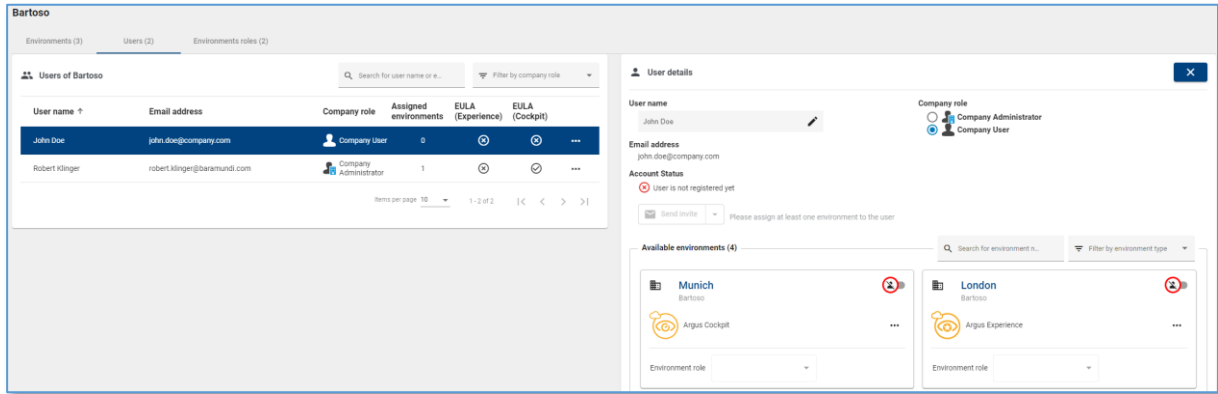 Bartoso
Environments (3) Users (2) Environments roles (2)
Users of Bartoso
Search for user name or e...
Filter by company role
User name ↑ Email address Company role Assigned environments EULA (Experience) EULA (Cockpit)
John Doe john.doe@company.com Company User 0
Robert Klinger robert.klinger@baramundi.com Company Administrator 1
Items per page 10 1 - 2 of 2
User details
User name
John Doe
Company role
Company Administrator
Company User
Email address
john.doe@company.com
Account Status
User is not registered yet
Send invite
Please assign at least one environment to the user
Available environments (4)
Search for environment n...
Filter by environment type
Munich
Bartoso
Argus Cockpit
Environment role
London
Bartoso
Argus Experience
Environment role